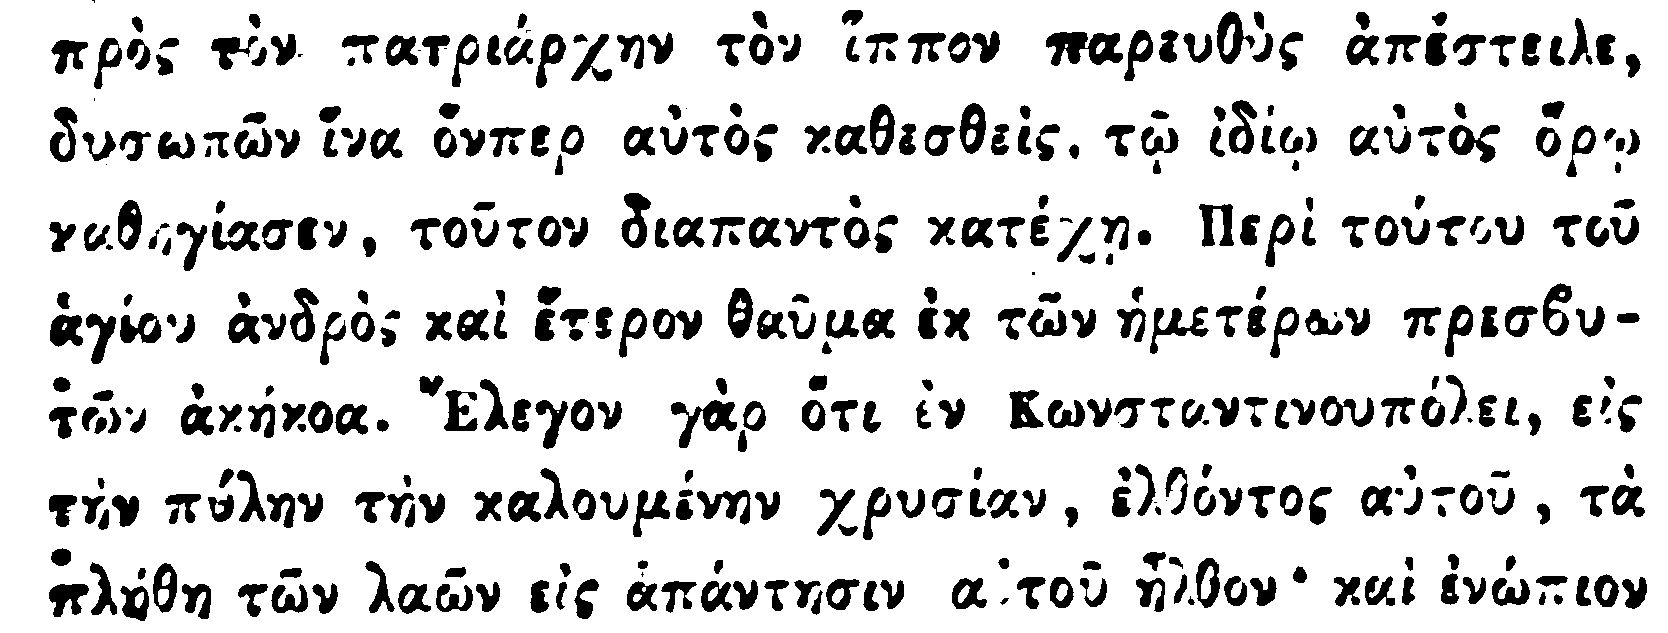 πρὸς τὸν πατριάρχην τὸν ἵππον παρευθὺς ἀπέστειλε,
δυσωπῶν ἵνα ὅνπερ αὐτὸς καθεσθεὶς, τῷ ἰδίῳ αὐτὸς ὅρῳ
καθηγίασεν, τοῦτον διαπαντὸς κατέχῃ. Περὶ τούτου τοῦ
ἁγίου ἀνδρὸς καὶ ἕτερον θαῦμα ἐκ τῶν ἡμετέρων πρεσϐυ-
τῶν ἀκήκοα. Ἔλεγον γὰρ ὅτι ἐν Κωνσταντινουπόλει, εἰς
τὴν πύλην τὴν καλουμένην χρυσίαν, ἐλθόντος αὐτοῦ, τὰ
πλήθη τῶν λαῶν εἰς ἀπάντησιν αὐτοῦ ἦλθον· καὶ ἐνώπιον